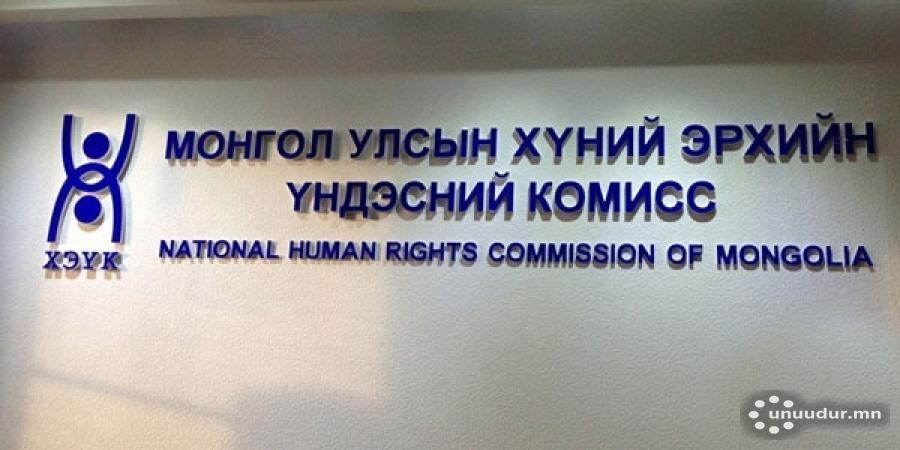 МОНГОЛ УЛСЫН ХҮНИЙ ЭРХИЙН
ҮНДЭСНИЙ КОМИСС
NATIONAL HUMAN RIGHTS COMMISSION OF MONGOLIA
ХЭҮК
unuudur.mn